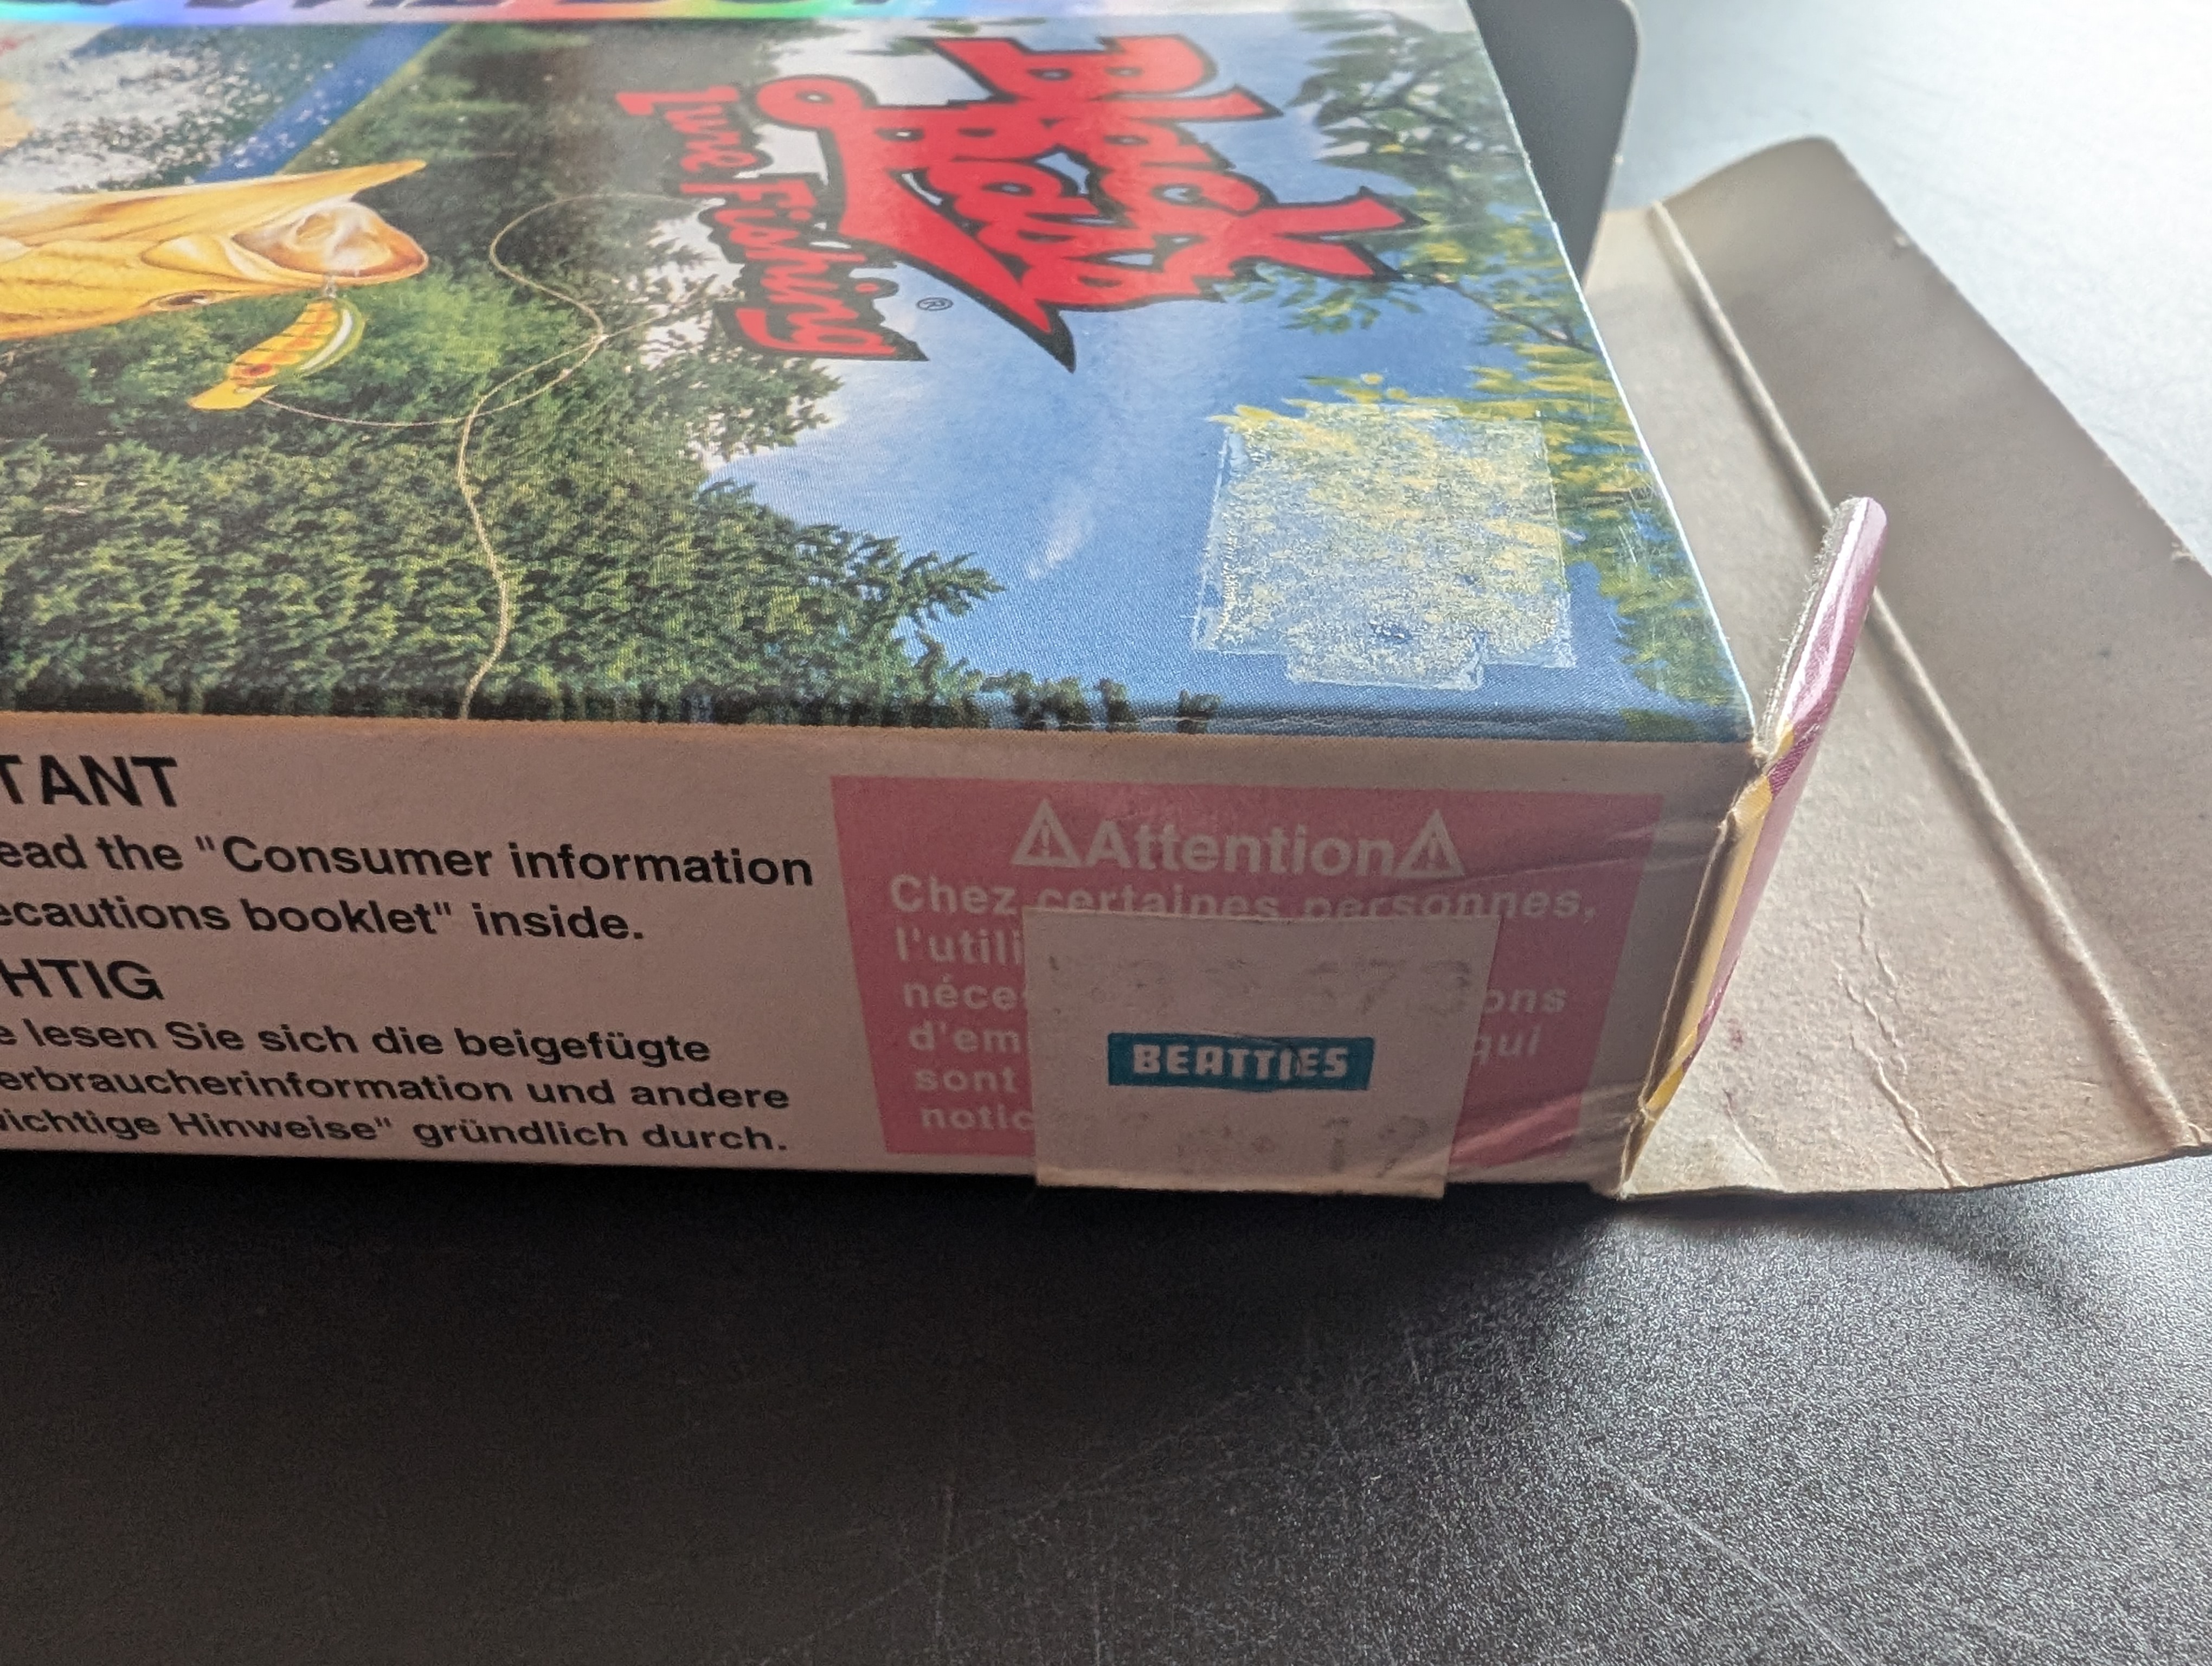 Black
Bass
Lure Fishing
®
TANT
ead the "Consumer information
ecautions booklet" inside.
HTIG
e lesen Sie sich die beigefügte
erbraucherinformation und andere
wichtige Hinweise" gründlich durch.
Attention
Chez certaines personnes,
l'utili
néce
ons
d'em
qui
sont
notic
BEATTIES